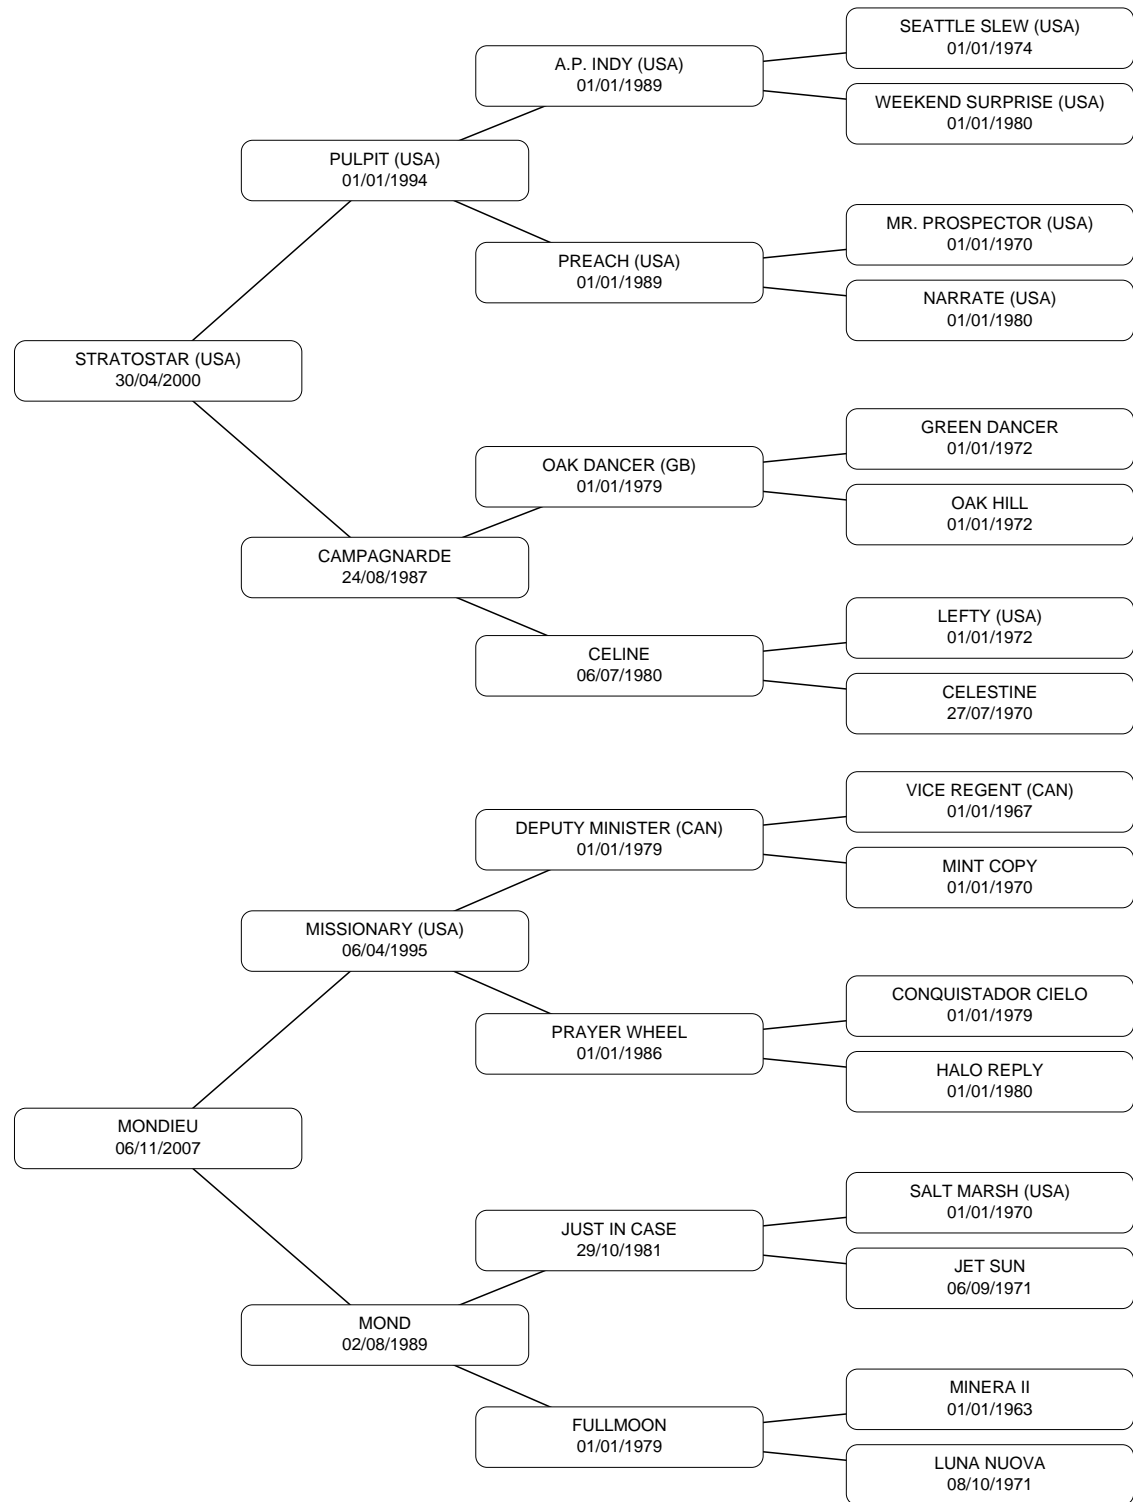 SEATTLE SLEW (USA)
01/01/1974
A.P. INDY (USA)
01/01/1989
WEEKEND SURPRISE (USA)
01/01/1980
PULPIT (USA)
01/01/1994
MR. PROSPECTOR (USA)
01/01/1970
PREACH (USA)
01/01/1989
NARRATE (USA)
01/01/1980
STRATOSTAR (USA)
30/04/2000
GREEN DANCER
01/01/1972
OAK DANCER (GB)
01/01/1979
OAK HILL
01/01/1972
CAMPAGNARDE
24/08/1987
LEFTY (USA)
01/01/1972
CELINE
06/07/1980
CELESTINE
27/07/1970
VICE REGENT (CAN)
01/01/1967
DEPUTY MINISTER (CAN)
01/01/1979
MINT COPY
01/01/1970
MISSIONARY (USA)
06/04/1995
CONQUISTADOR CIELO
01/01/1979
PRAYER WHEEL
01/01/1986
HALO REPLY
01/01/1980
MONDIEU
06/11/2007
SALT MARSH (USA)
01/01/1970
JUST IN CASE
29/10/1981
JET SUN
06/09/1971
MOND
02/08/1989
MINERA II
01/01/1963
FULLMOON
01/01/1979
LUNA NUOVA
08/10/1971